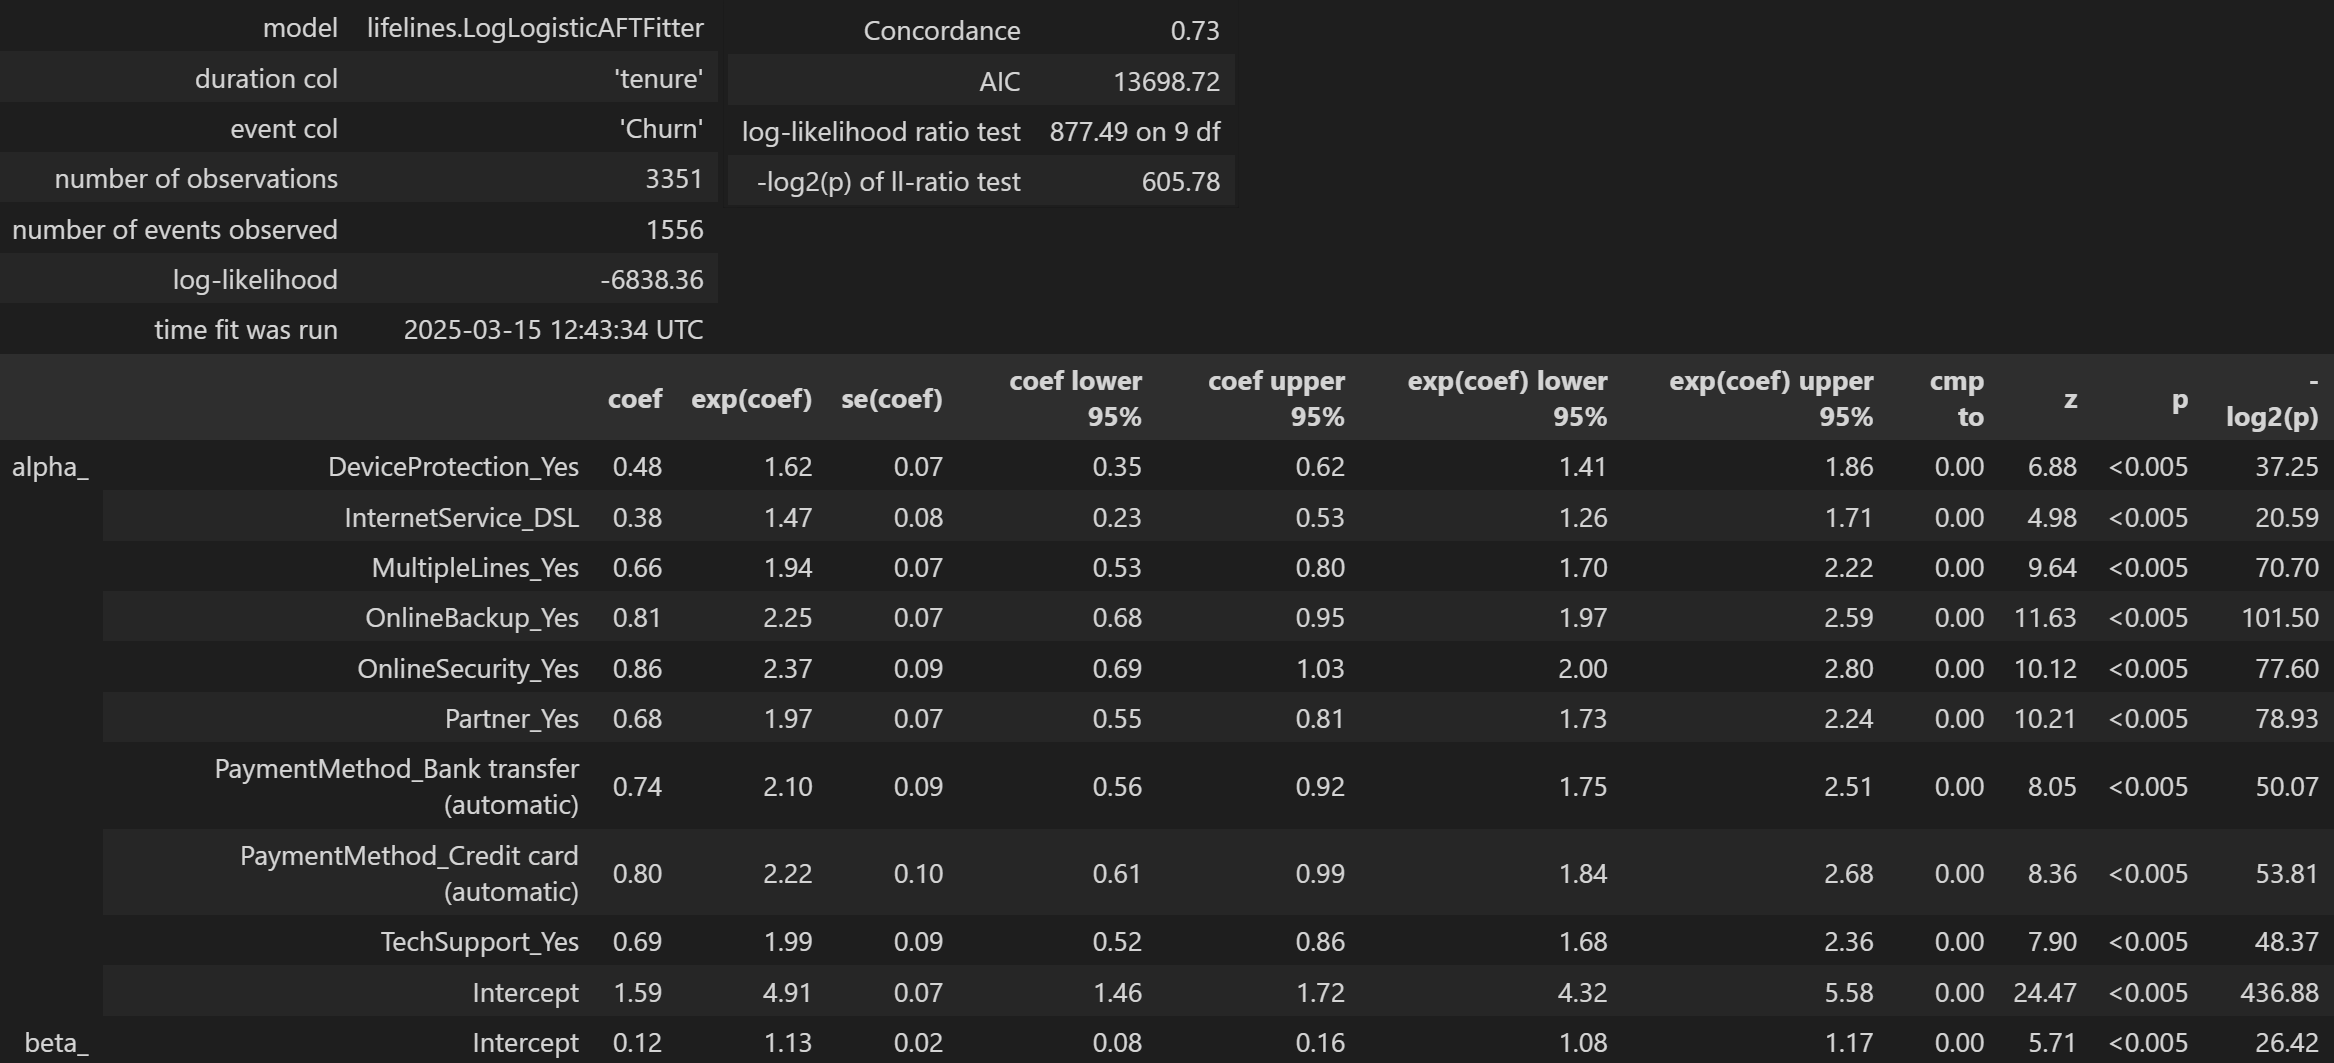 model lifelines.LogLogisticAFTFitter
duration col 'tenure'
event col 'Churn'
number of observations 3351
number of events observed 1556
log-likelihood -6838.36
time fit was run 2025-03-15 12:43:34 UTC
Concordance 0.73
AIC 13698.72
log-likelihood ratio test 877.49 on 9 df
-log2(p) of ll-ratio test 605.78
coef exp(coef) se(coef) coef lower 95% coef upper 95% exp(coef) lower 95% exp(coef) upper 95% cmp to z p -log2(p)
alpha_ DeviceProtection_Yes 0.48 1.62 0.07 0.35 0.62 1.41 1.86 0.00 6.88 <0.005 37.25
InternetService_DSL 0.38 1.47 0.08 0.23 0.53 1.26 1.71 0.00 4.98 <0.005 20.59
MultipleLines_Yes 0.66 1.94 0.07 0.53 0.80 1.70 2.22 0.00 9.64 <0.005 70.70
OnlineBackup_Yes 0.81 2.25 0.07 0.68 0.95 1.97 2.59 0.00 11.63 <0.005 101.50
OnlineSecurity_Yes 0.86 2.37 0.09 0.69 1.03 2.00 2.80 0.00 10.12 <0.005 77.60
Partner_Yes 0.68 1.97 0.07 0.55 0.81 1.73 2.24 0.00 10.21 <0.005 78.93
PaymentMethod_Bank transfer (automatic) 0.74 2.10 0.09 0.56 0.92 1.75 2.51 0.00 8.05 <0.005 50.07
PaymentMethod_Credit card (automatic) 0.80 2.22 0.10 0.61 0.99 1.84 2.68 0.00 8.36 <0.005 53.81
TechSupport_Yes 0.69 1.99 0.09 0.52 0.86 1.68 2.36 0.00 7.90 <0.005 48.37
Intercept 1.59 4.91 0.07 1.46 1.72 4.32 5.58 0.00 24.47 <0.005 436.88
beta_ Intercept 0.12 1.13 0.02 0.08 0.16 1.08 1.17 0.00 5.71 <0.005 26.42